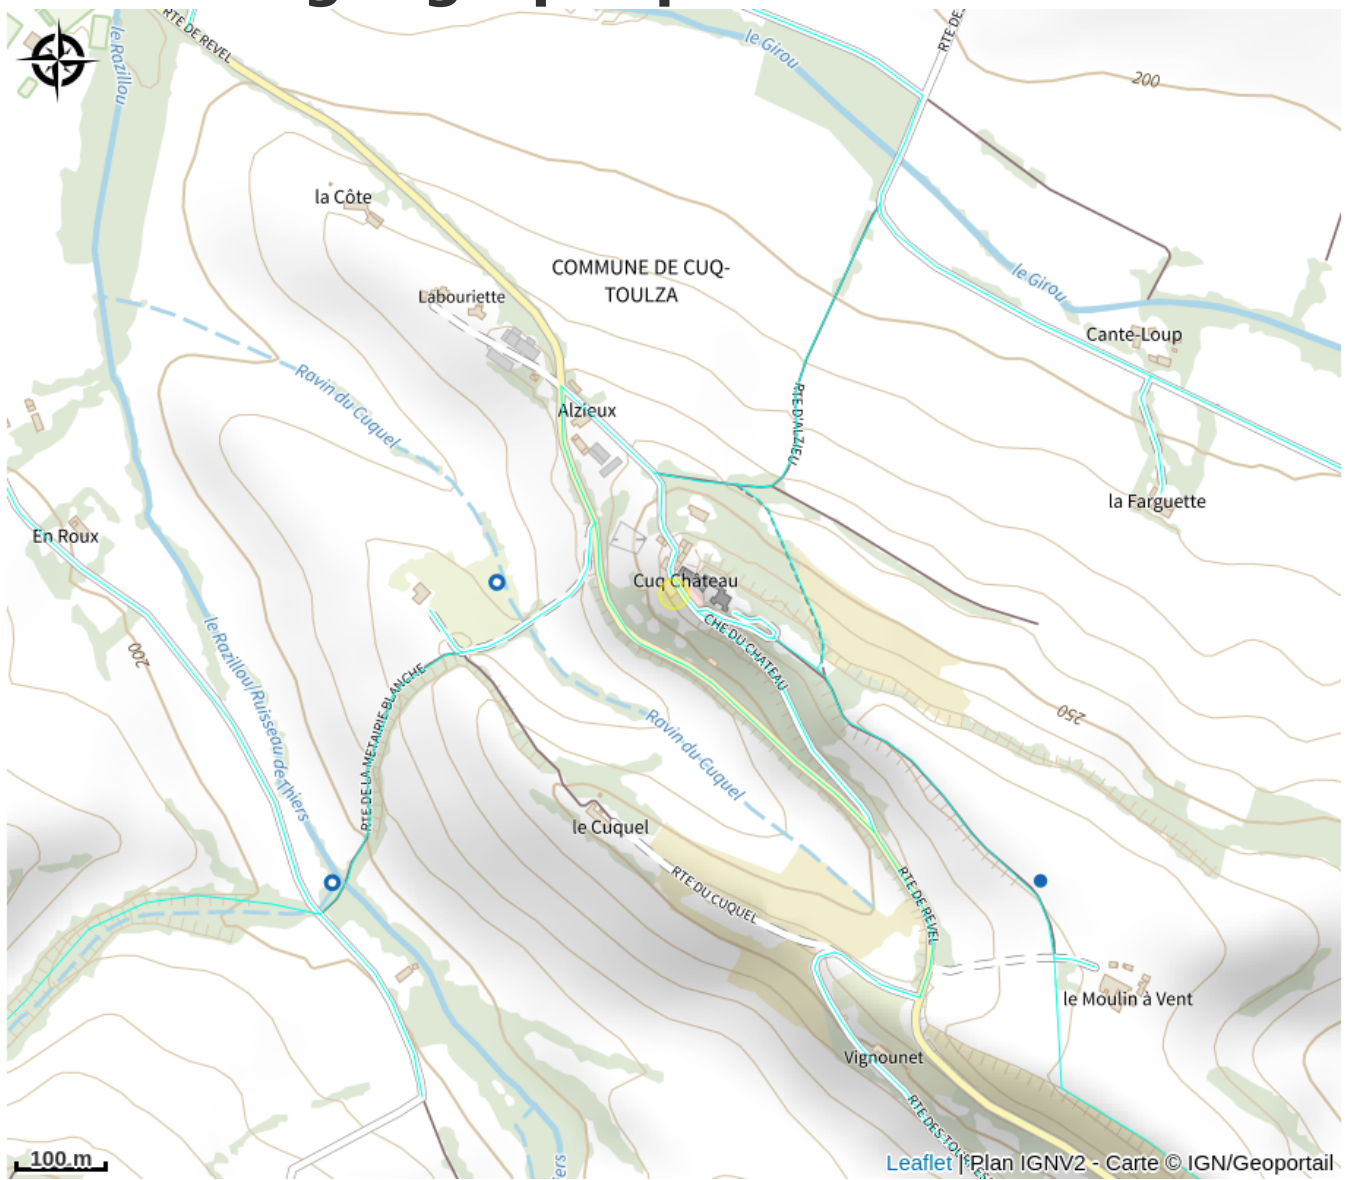 le Razillou
RTE DE REVEL
le Girou
RTE DE
200
la Côte
COMMUNE DE CUQ-
TOULZA
Labouriette
le Girou
Cante-Loup
Ravin du Cuquel
Alzieux
RTE D'ALZIEU
la Farguette
En Roux
Cuq Château
CHE DU CHATEAU
200
le Razillou/Ruisseau de Thiers
RTE DE LA METAIRIE BLANCHE
250
Ravin du Cuquel
le Cuquel
RTE DU CUQUEL
RTE DE REVEL
le Moulin à Vent
Vignounet
RTE DES
100 m
Leaflet | Plan IGNV2 - Carte © IGN/Geoportail